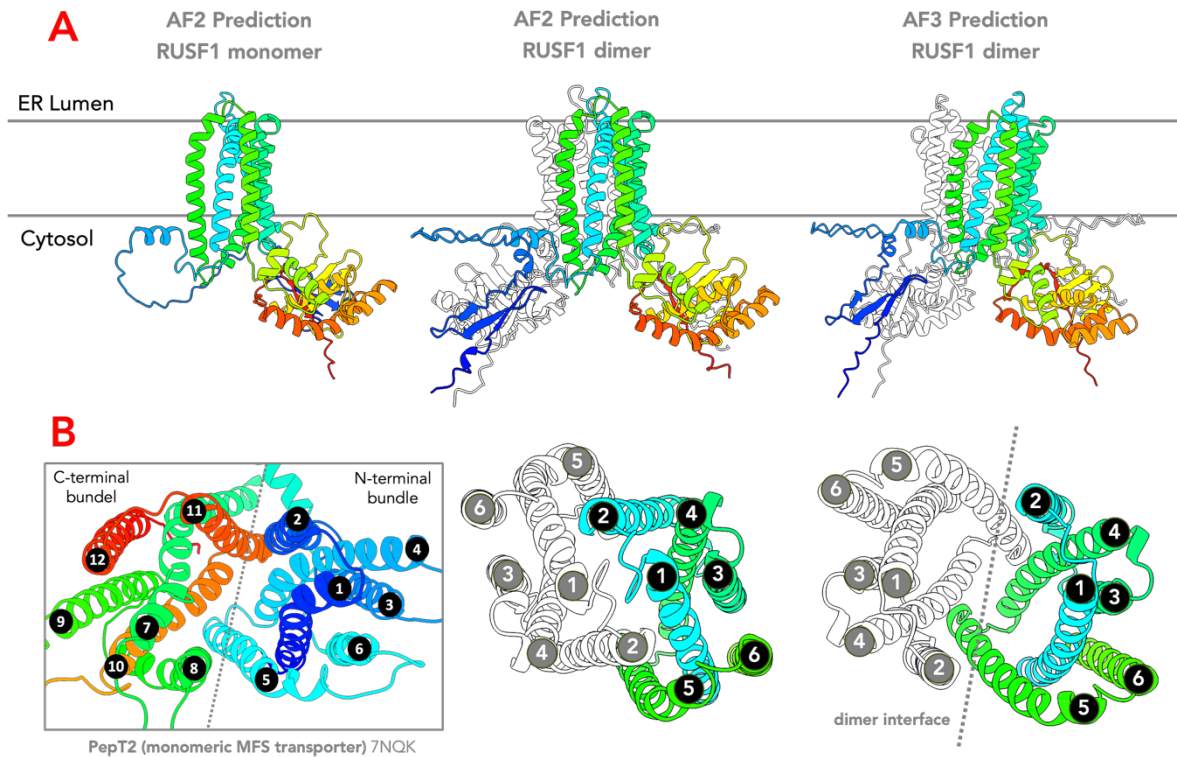 A
AF2 Prediction
RUSF1 monomer
AF2 Prediction
RUSF1 dimer
AF3 Prediction
RUSF1 dimer
ER Lumen
Cytosol
B
C-terminal
bundel
N-terminal
bundle
11
2
4
12
1
3
9
7
6
10
8
5
PepT2 (monomeric MFS transporter) 7NQK
5
6
2
4
3
1
1
3
4
2
5
6
5
6
2
4
3
1
1
3
4
2
5
6
dimer interface